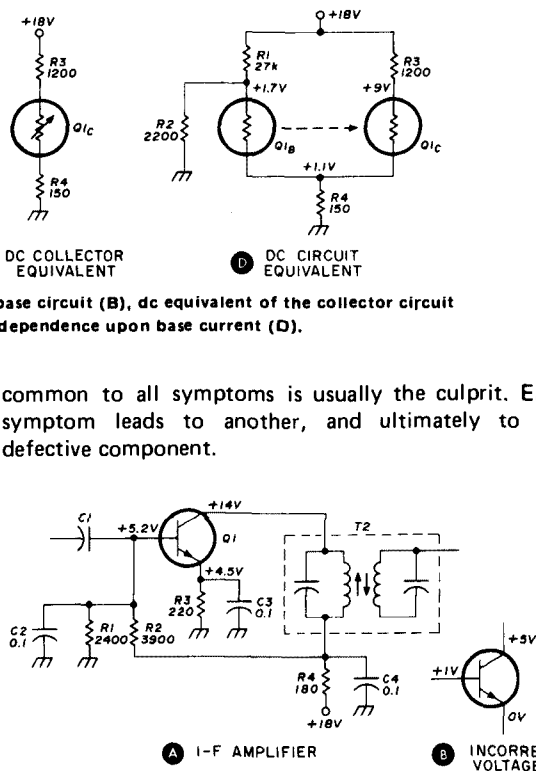 +18V
R3
1200
Q1C
R4
150
DC COLLECTOR
EQUIVALENT
+18V
R1
27k
R3
1200
+1.7V
+9V
R2
2200
Q1B
Q1C
+1.1V
R4
150
D DC CIRCUIT
EQUIVALENT
base circuit (B), dc equivalent of the collector circuit
dependence upon base current (D).
common to all symptoms is usually the culprit. E
symptom leads to another, and ultimately to
defective component.
+14V
C1
+5.2V
Q1
T2
+4.5V
R3
220
C3
0.1
C2
0.1
R1
2400
R2
3900
R4
180
C4
0.1
+18V
+5V
+1V
0V
A I-F AMPLIFIER
B INCORRE
VOLTAGE